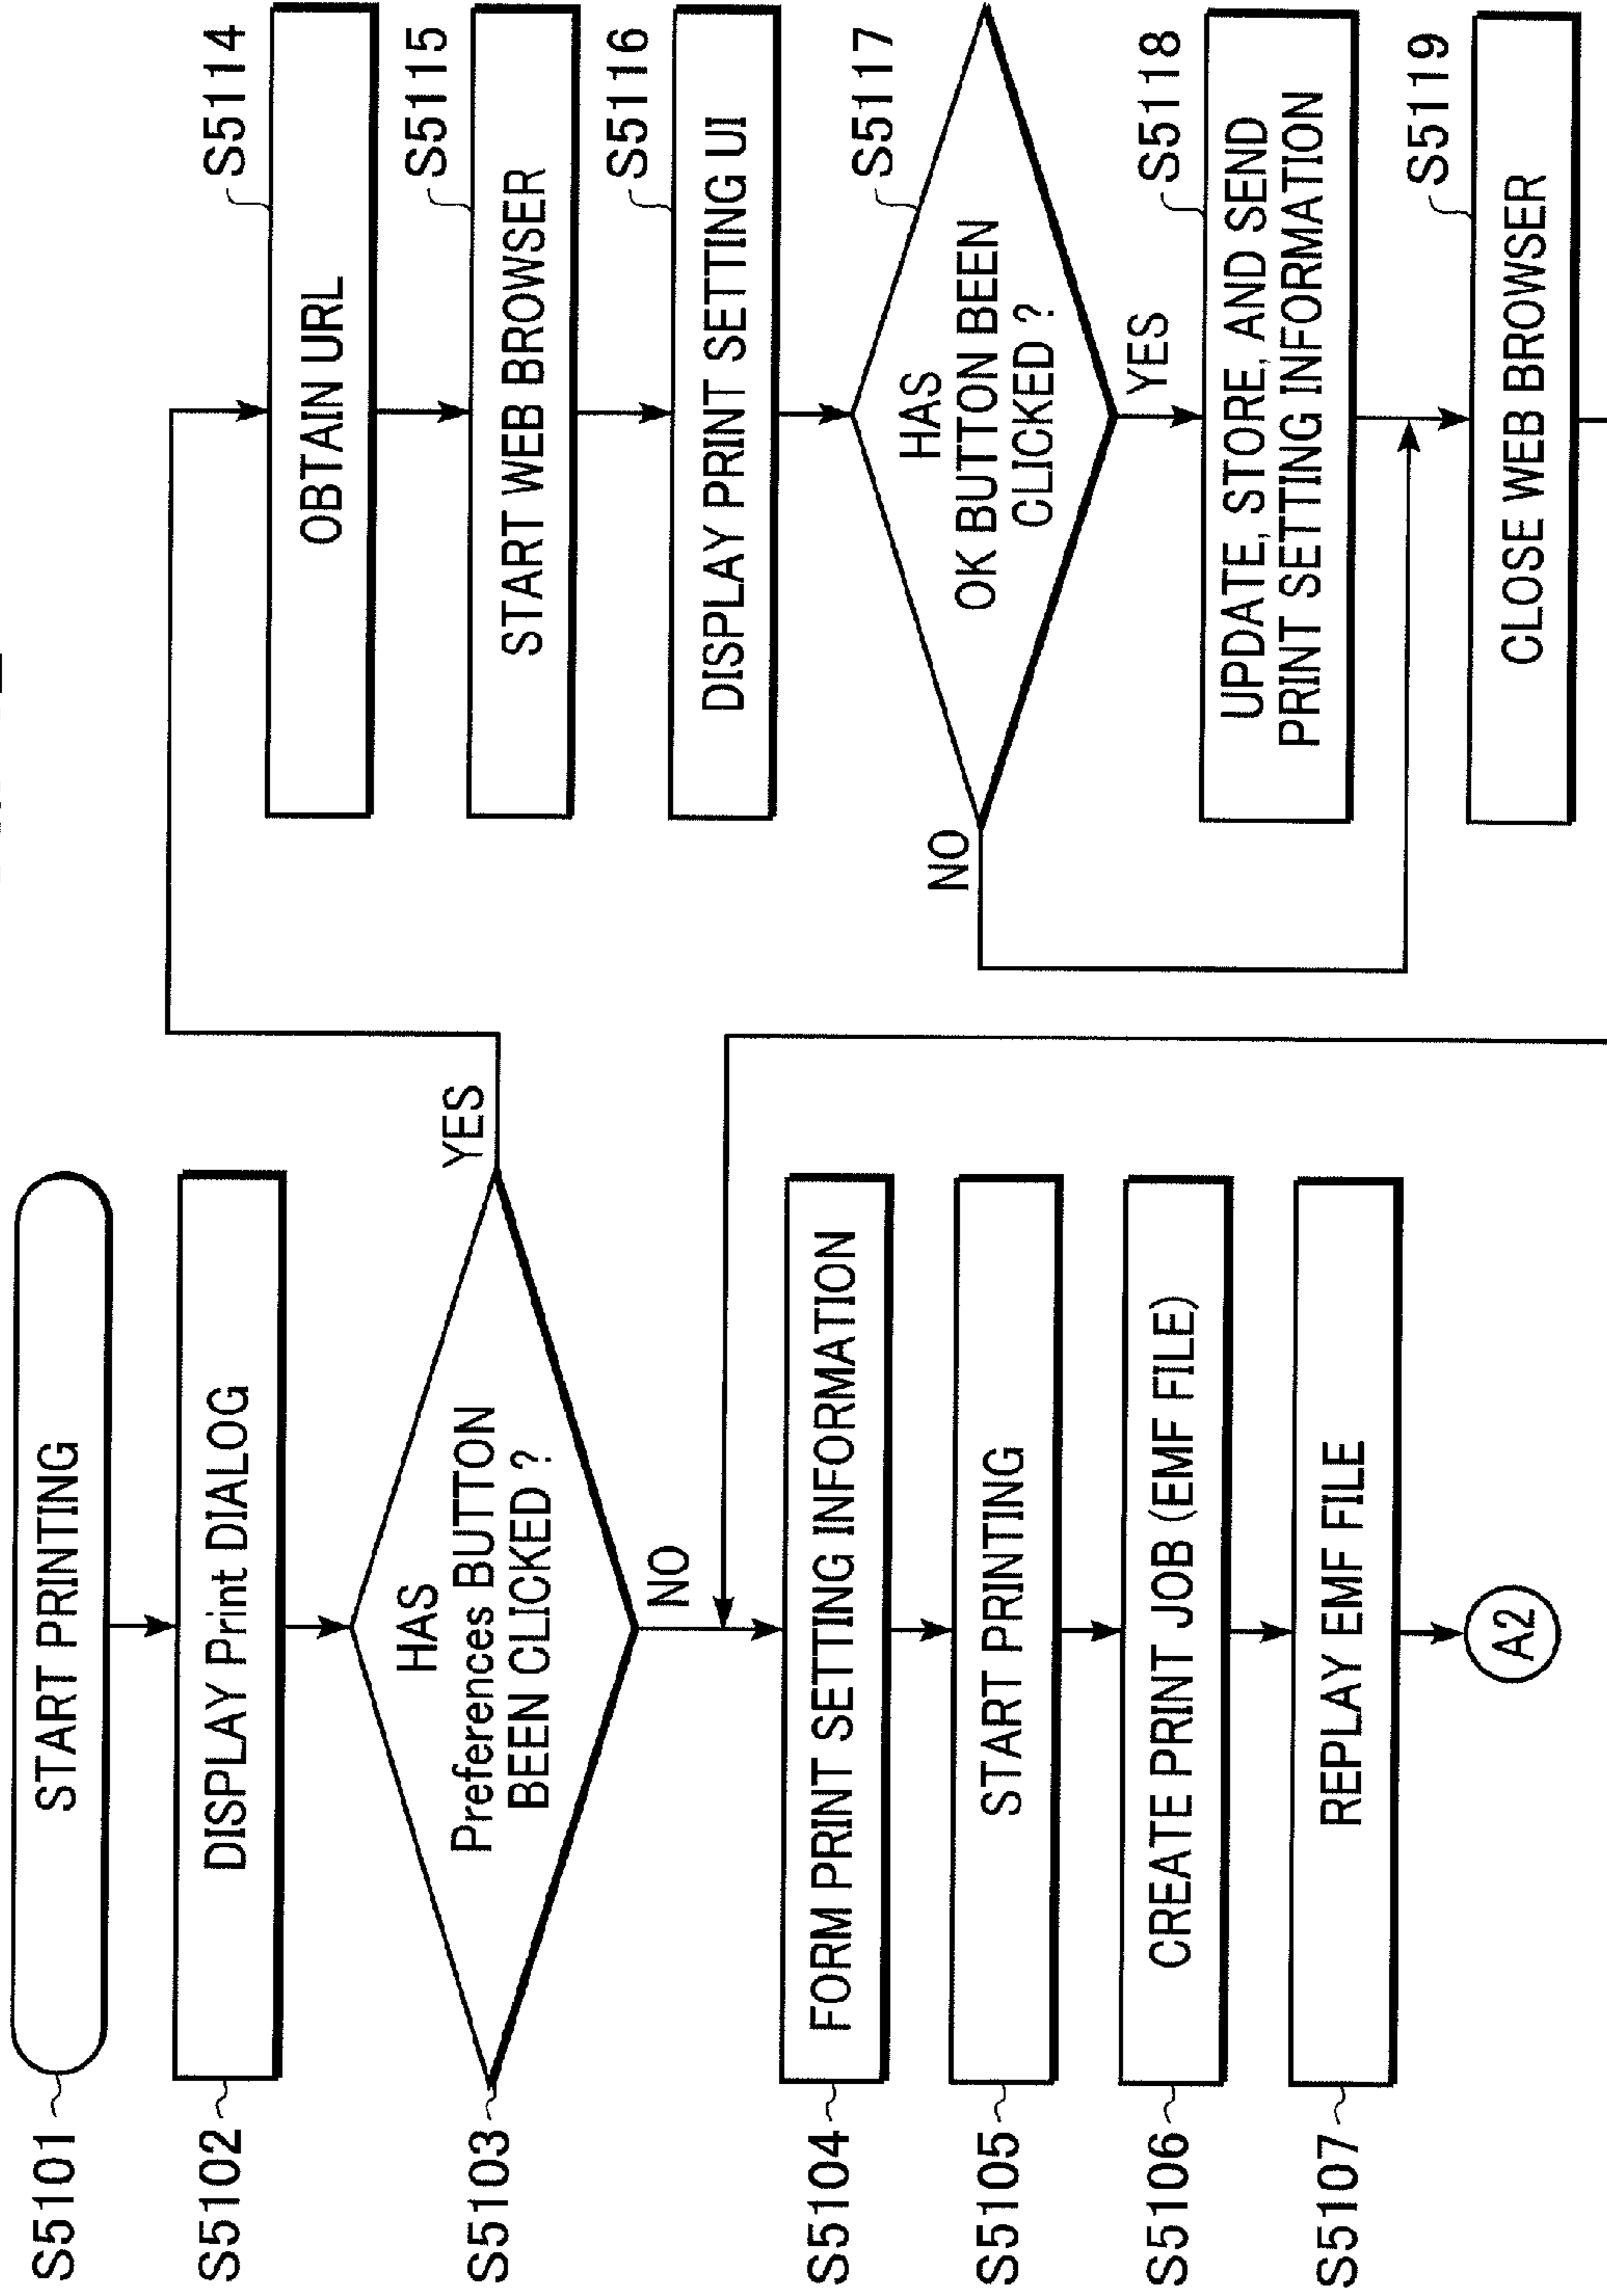 S5101
START PRINTING
S5102
DISPLAY Print DIALOG
S5103
HAS
Preferences BUTTON
BEEN CLICKED ?
YES
NO
S5104
FORM PRINT SETTING INFORMATION
S5105
START PRINTING
S5106
CREATE PRINT JOB (EMF FILE)
S5107
REPLAY EMF FILE
A2
S5114
OBTAIN URL
S5115
START WEB BROWSER
S5116
DISPLAY PRINT SETTING UI
S5117
HAS
OK BUTTON BEEN
CLICKED ?
NO
YES
S5118
UPDATE, STORE, AND SEND
PRINT SETTING INFORMATION
S5119
CLOSE WEB BROWSER